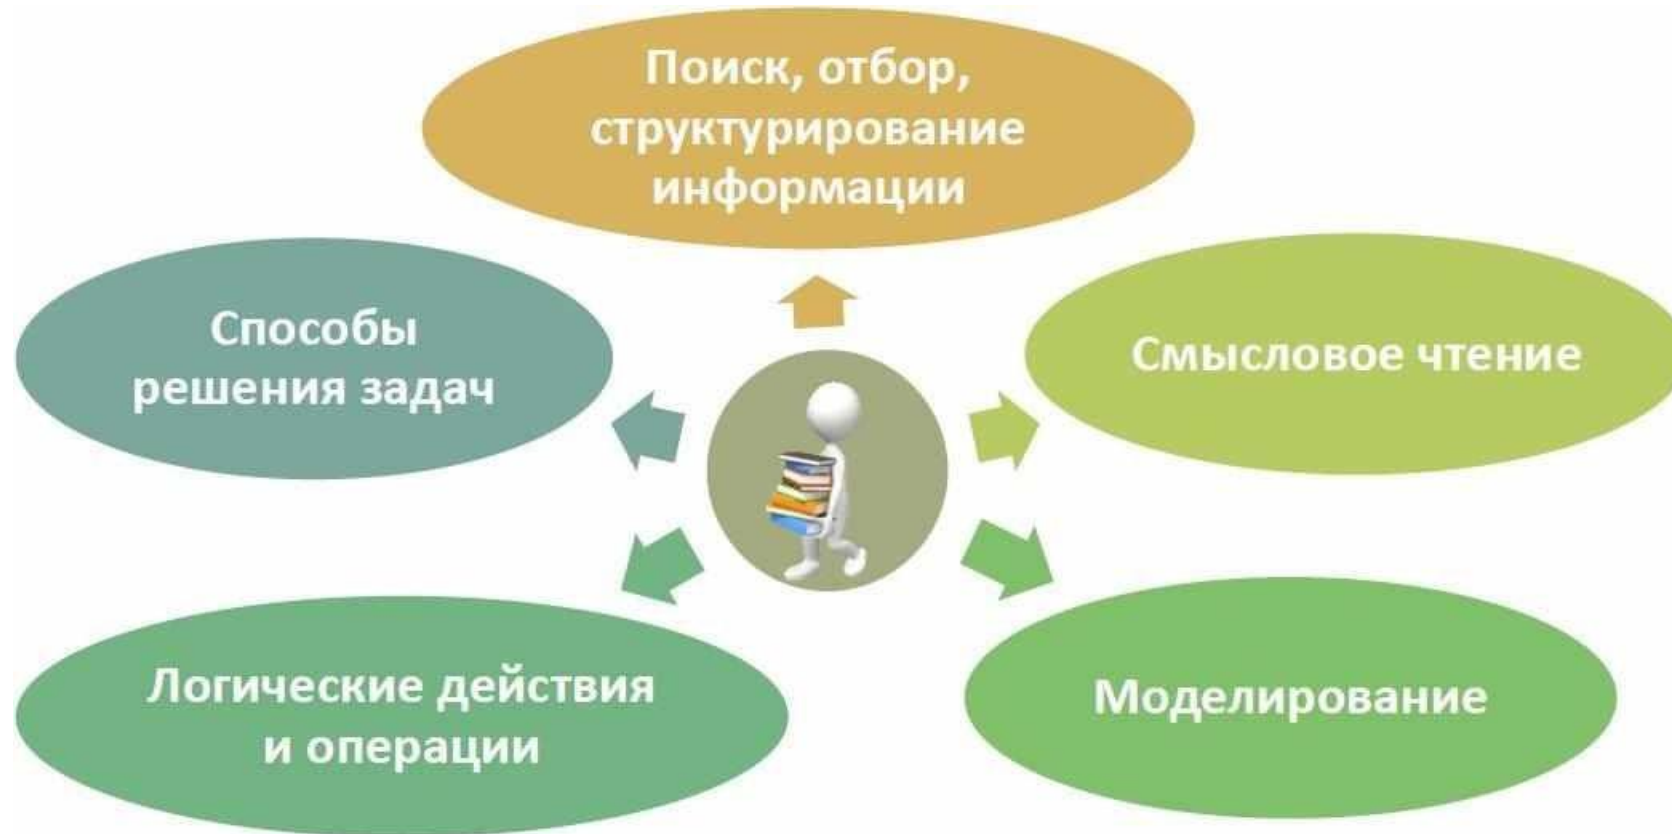 Поиск, отбор,
структурирование
информации
Способы
решения задач
Смысловое чтение
Логические действия
и операции
Моделирование